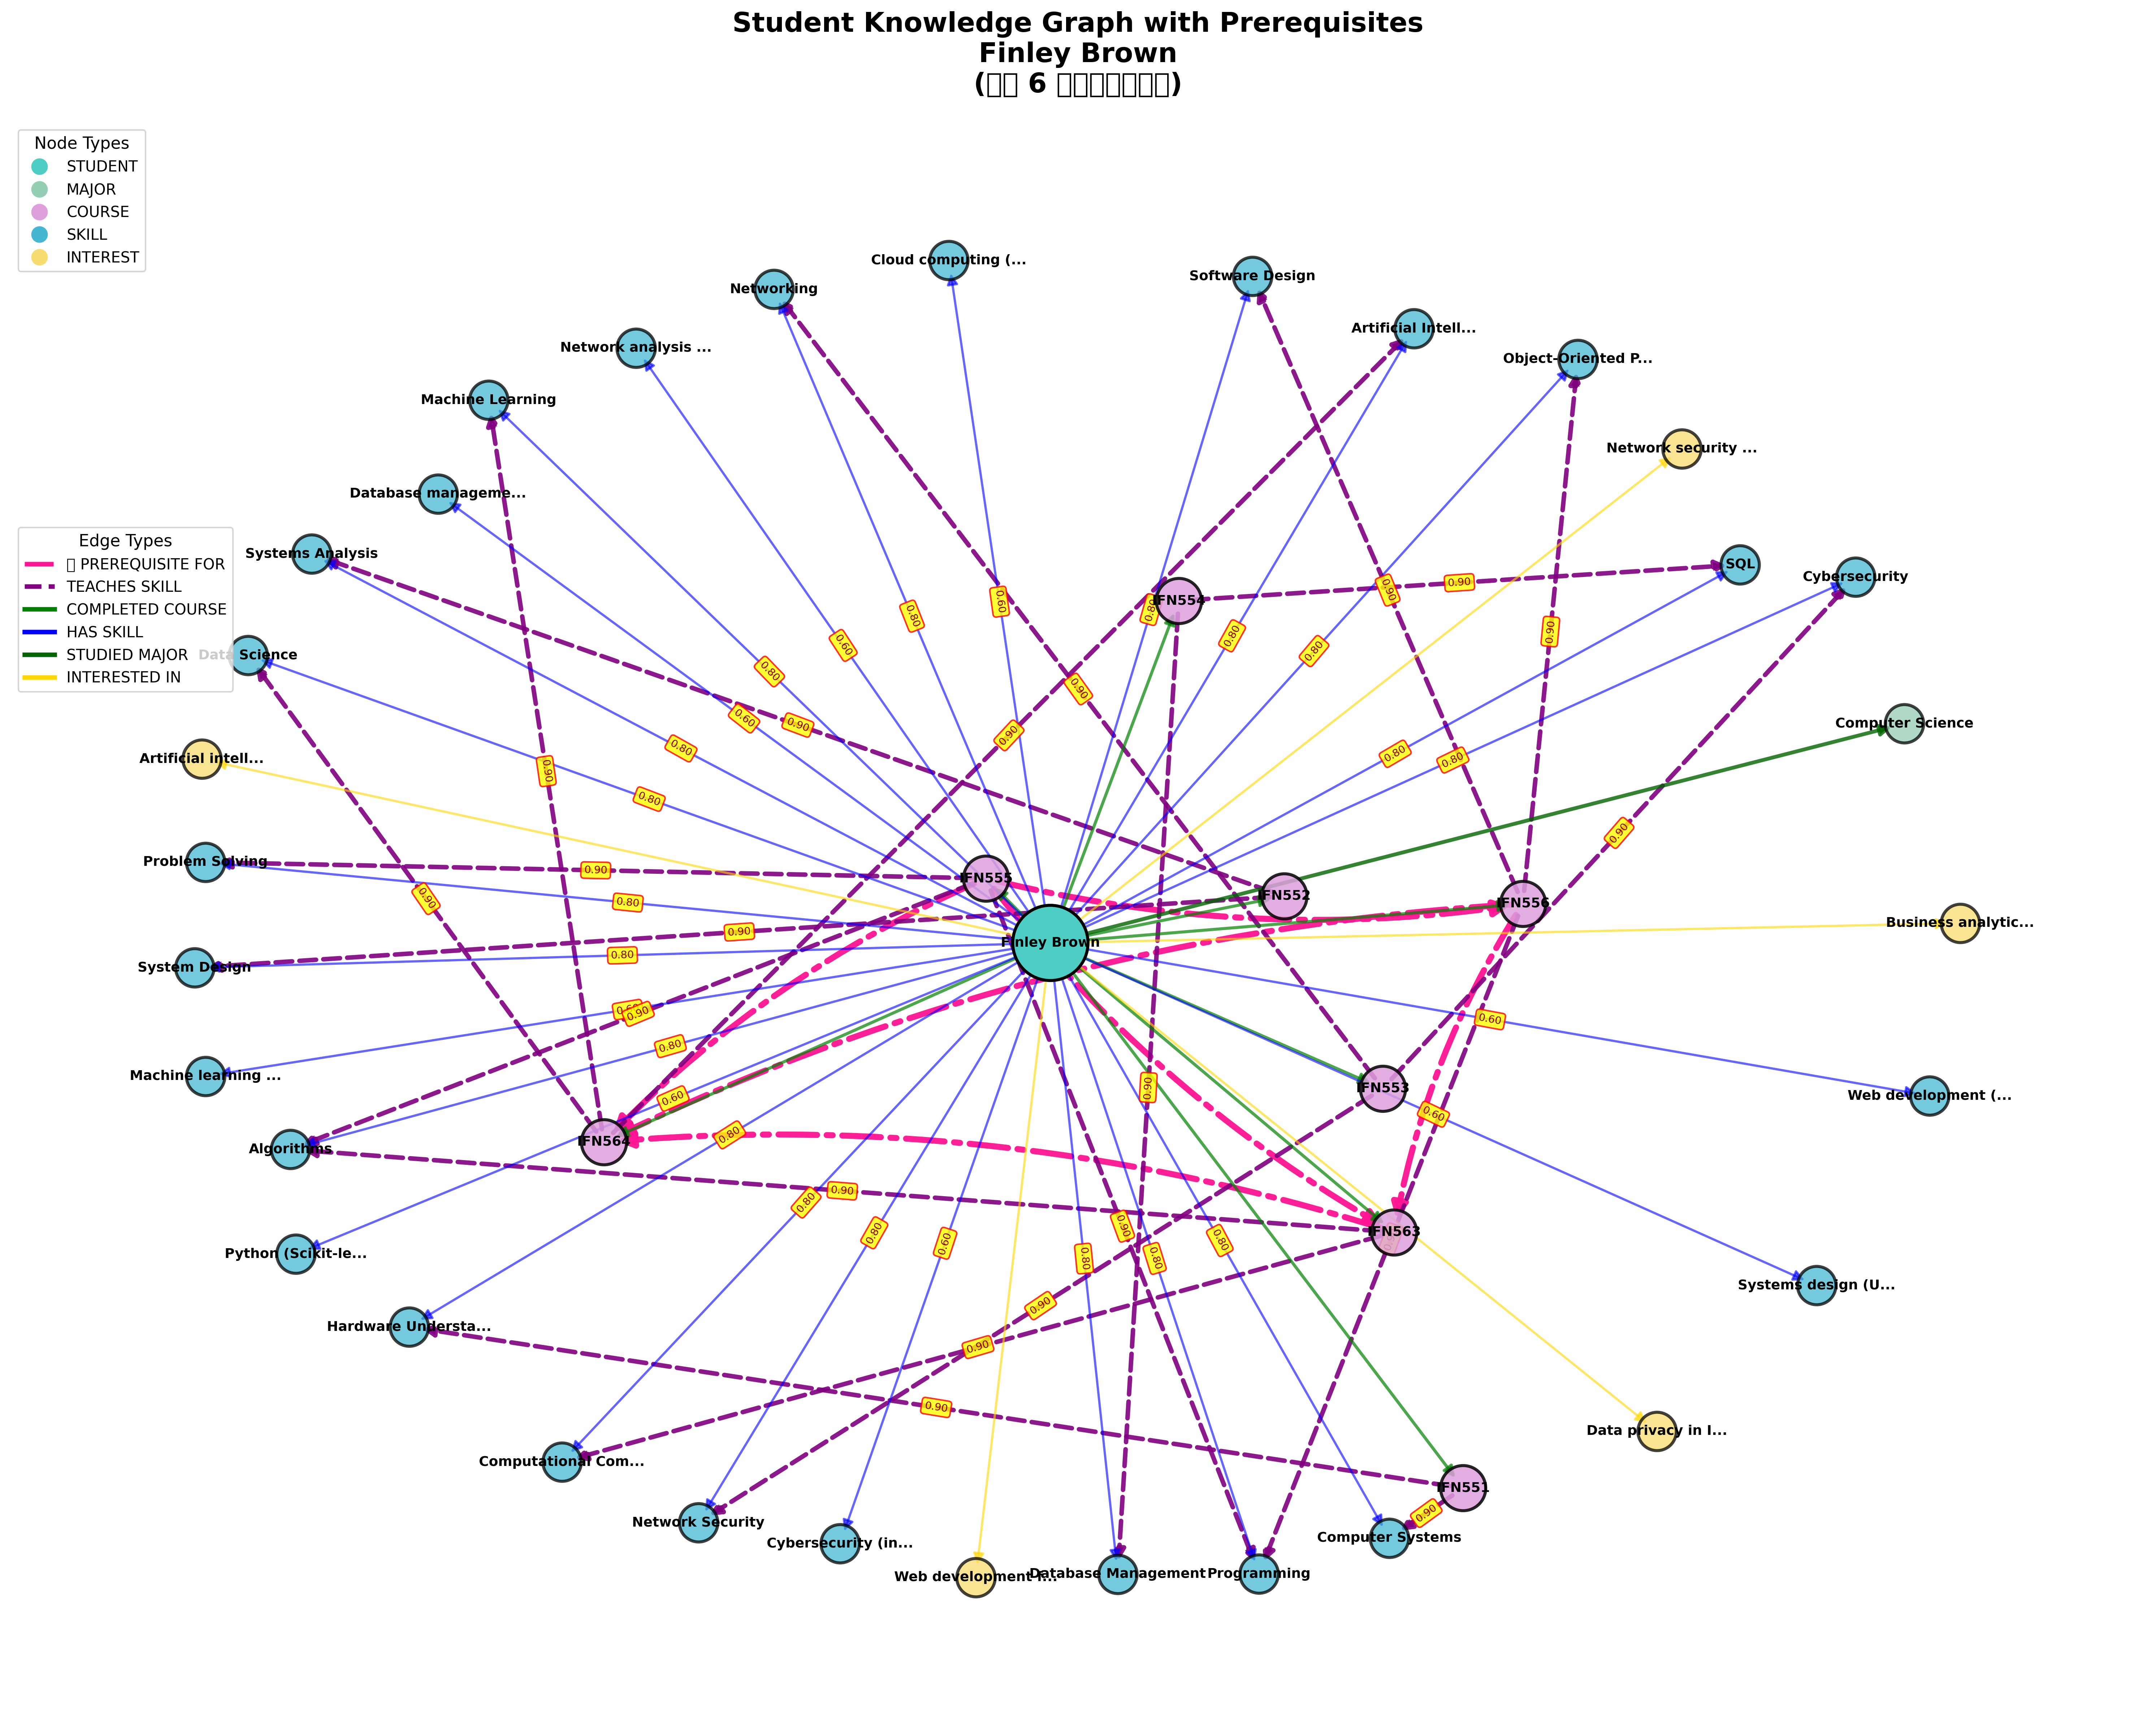 Student Knowledge Graph with Prerequisites
Finley Brown
(▯▯ 6 ▯▯▯▯▯▯▯)
Node Types
STUDENT
MAJOR
COURSE
SKILL
INTEREST
Edge Types
▯ PREREQUISITE FOR
TEACHES SKILL
COMPLETED COURSE
HAS SKILL
STUDIED MAJOR
INTERESTED IN
Cloud computing (...
Software Design
Networking
Artificial Intell...
Network analysis ...
Object-Oriented P...
Machine Learning
Network security ...
Database manageme...
Systems Analysis
SQL
Cybersecurity
0.90
0.90
0.60
0.80
0.80
IFN554
0.90
0.80
0.80
0.60
0.80
Data Science
0.80
0.90
0.60
0.90
Computer Science
0.90
0.80
0.80
0.80
Artificial intell...
0.90
0.80
0.90
Problem Solving
0.90
IFN555
0.90
0.80
IFN552
IFN556
Business analytic...
0.90
Finley Brown
0.80
System Design
0.60
0.90
0.60
0.80
Machine learning ...
IFN553
0.90
Web development (...
0.60
0.60
0.80
IFN564
Algorithms
0.90
0.80
0.90
0.80
IFN563
0.80
0.60
Python (Scikit-le...
0.80
0.80
Systems design (U...
0.90
Hardware Understa...
0.90
0.90
Data privacy in I...
Computational Com...
IFN551
0.90
Network Security
Computer Systems
Cybersecurity (in...
Web development f...
Database Management
Programming